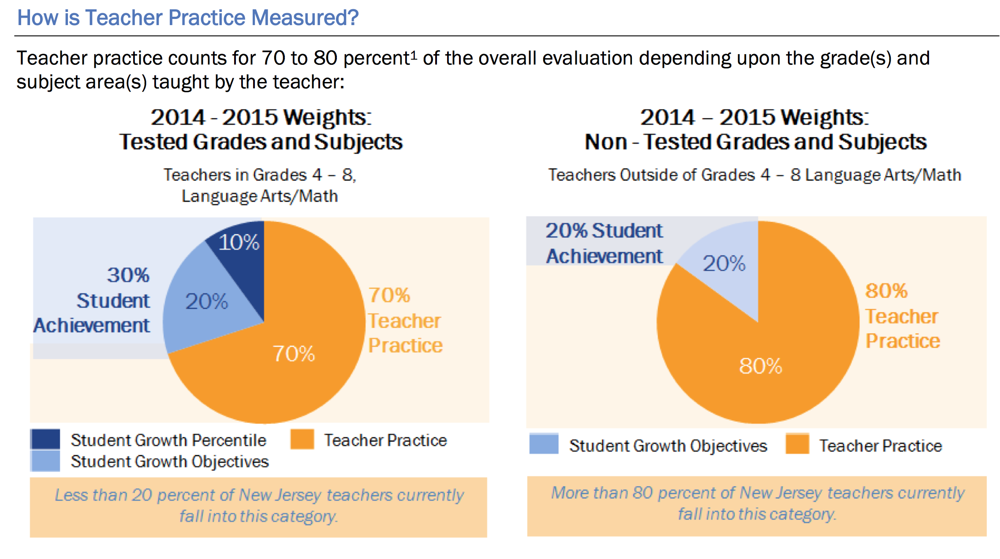 How is Teacher Practice Measured?
Teacher practice counts for 70 to 80 percent¹ of the overall evaluation depending upon the grade(s) and
subject area(s) taught by the teacher:
2014 - 2015 Weights:
Tested Grades and Subjects
Teachers in Grades 4 – 8,
Language Arts/Math
10%
30%
Student
Achievement
20%
70%
Teacher
Practice
70%
Student Growth Percentile
Teacher Practice
Student Growth Objectives
Less than 20 percent of New Jersey teachers currently
fall into this category.
2014 – 2015 Weights:
Non - Tested Grades and Subjects
Teachers Outside of Grades 4 – 8 Language Arts/Math
20% Student
Achievement
20%
80%
Teacher
Practice
80%
Student Growth Objectives
Teacher Practice
More than 80 percent of New Jersey teachers currently
fall into this category.